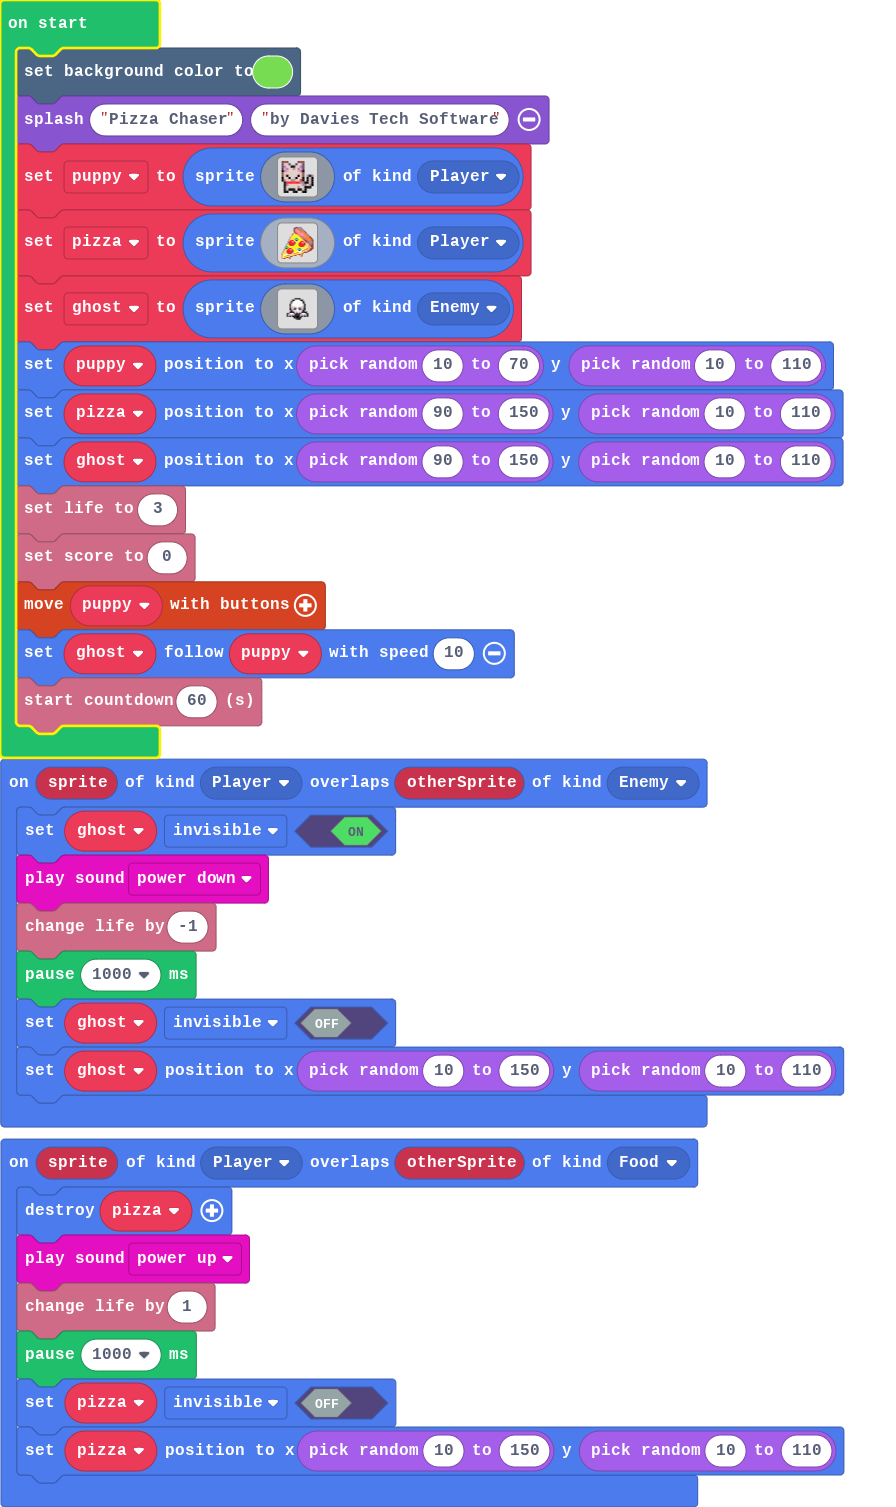 on start
set background color to
splash "Pizza Chaser" "by Davies Tech Software"
set puppy to sprite of kind Player
set pizza to sprite of kind Player
set ghost to sprite of kind Enemy
set puppy position to x pick random 10 to 70 y pick random 10 to 110
set pizza position to x pick random 90 to 150 y pick random 10 to 110
set ghost position to x pick random 90 to 150 y pick random 10 to 110
set life to 3
set score to 0
move puppy with buttons
set ghost follow puppy with speed 10
start countdown 60 (s)
on sprite of kind Player overlaps otherSprite of kind Enemy
set ghost invisible ON
play sound power down
change life by -1
pause 1000 ms
set ghost invisible OFF
set ghost position to x pick random 10 to 150 y pick random 10 to 110
on sprite of kind Player overlaps otherSprite of kind Food
destroy pizza
play sound power up
change life by 1
pause 1000 ms
set pizza invisible OFF
set pizza position to x pick random 10 to 150 y pick random 10 to 110